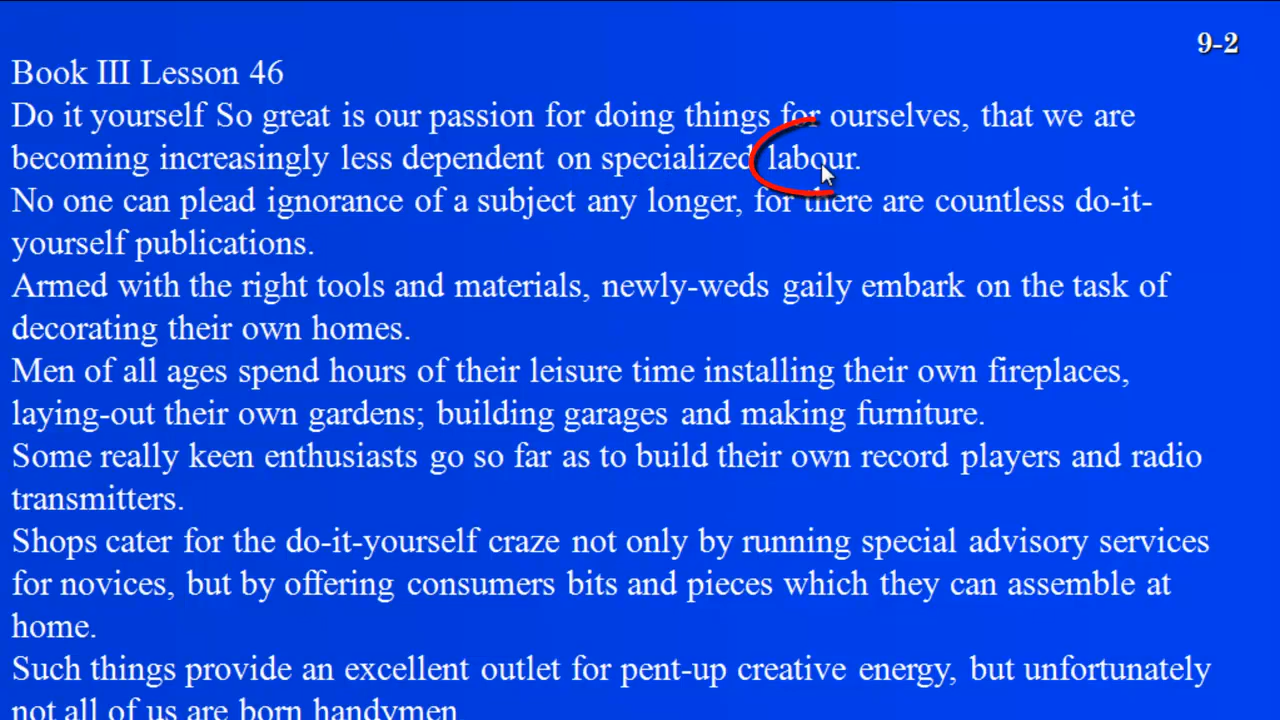 9-2
Book III Lesson 46
Do it yourself So great is our passion for doing things for ourselves, that we are
becoming increasingly less dependent on specialized labour.
No one can plead ignorance of a subject any longer, for there are countless do-it-
yourself publications.
Armed with the right tools and materials, newly-weds gaily embark on the task of
decorating their own homes.
Men of all ages spend hours of their leisure time installing their own fireplaces,
laying-out their own gardens; building garages and making furniture.
Some really keen enthusiasts go so far as to build their own record players and radio
transmitters.
Shops cater for the do-it-yourself craze not only by running special advisory services
for novices, but by offering consumers bits and pieces which they can assemble at
home.
Such things provide an excellent outlet for pent-up creative energy, but unfortunately
not all of us are born handymen